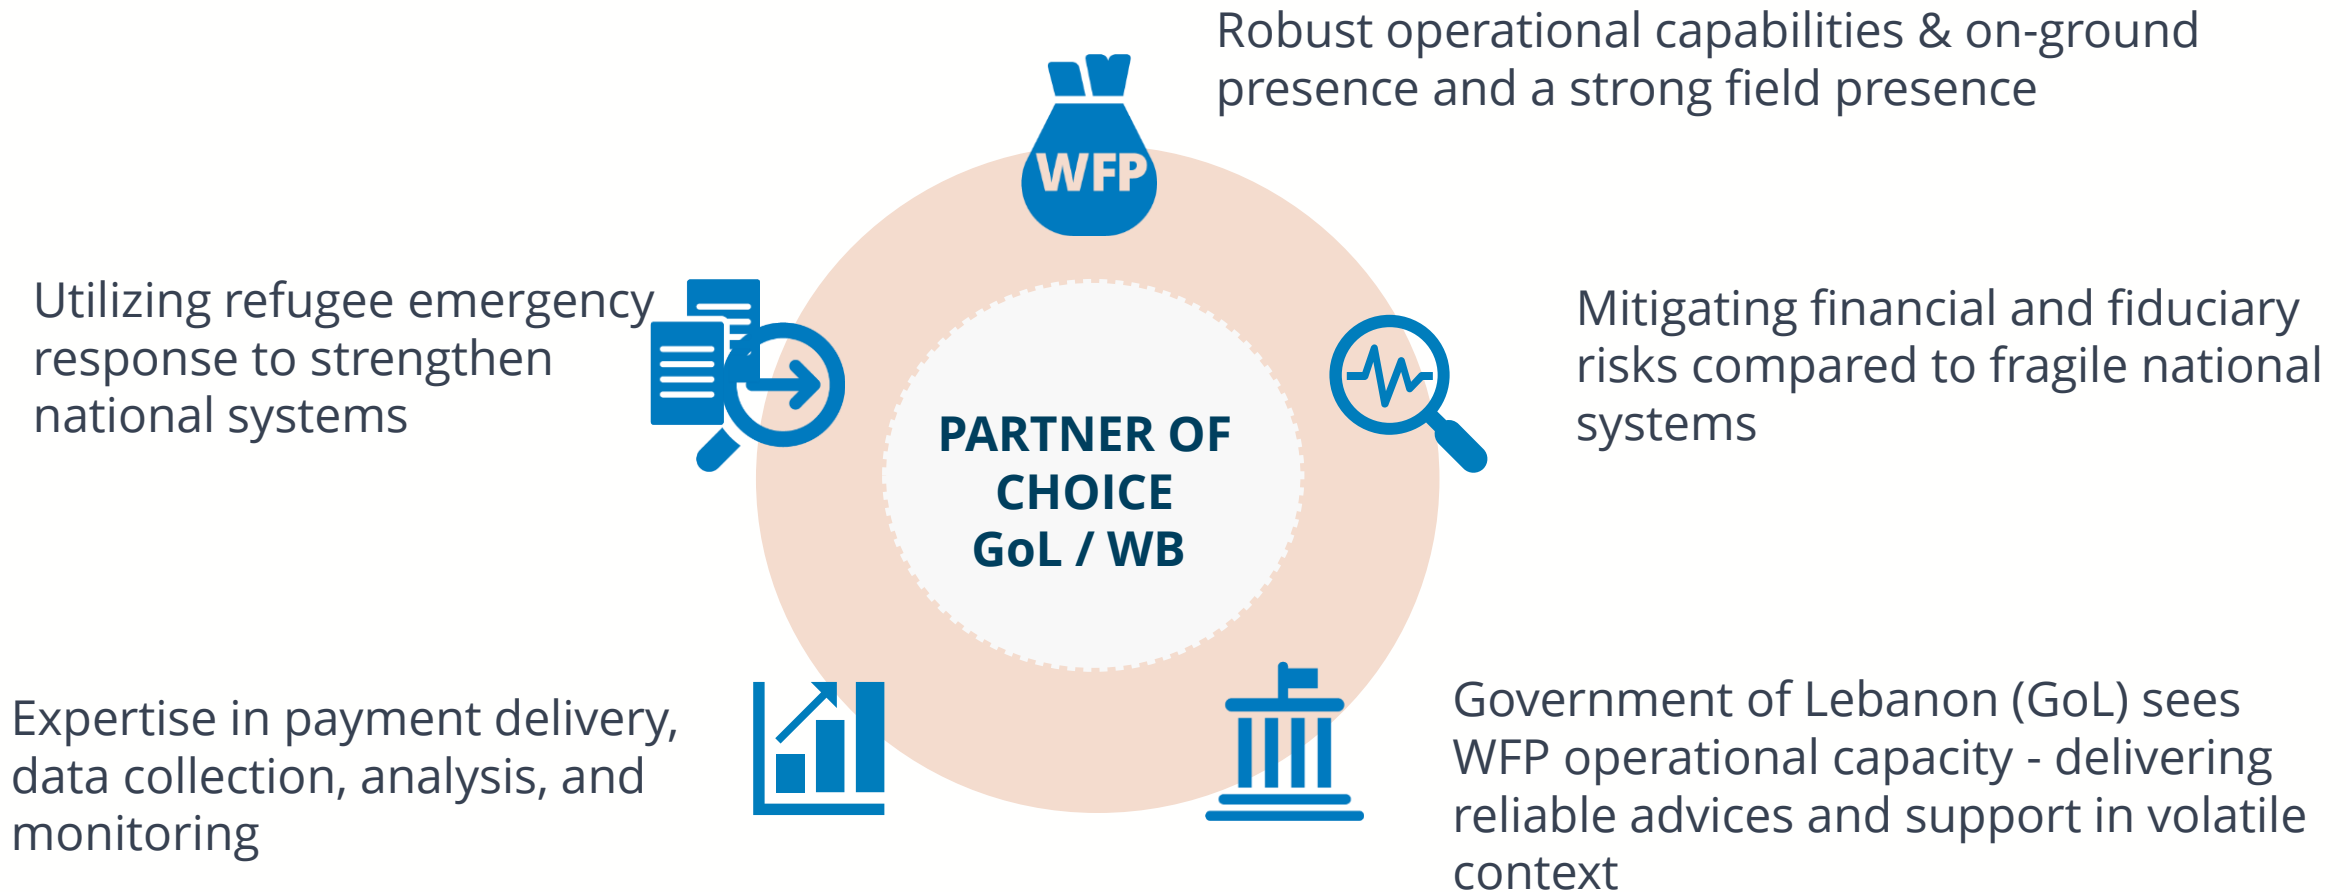 Robust operational capabilities & on-ground
presence and a strong field presence
WFP
Utilizing refugee emergency
response to strengthen
national systems
Mitigating financial and fiduciary
risks compared to fragile national
systems
PARTNER OF
CHOICE
GoL / WB
Expertise in payment delivery,
data collection, analysis, and
monitoring
Government of Lebanon (GoL) sees
WFP operational capacity - delivering
reliable advices and support in volatile
context